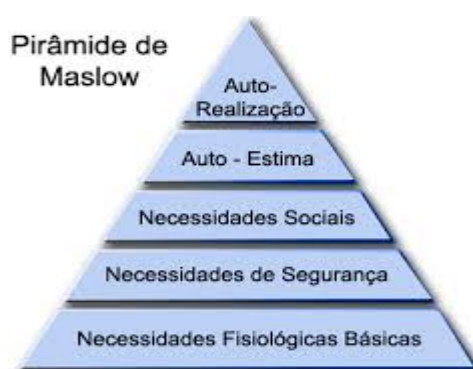 Pirâmide de
Maslow
Auto-
Realização
Auto - Estima
Necessidades Sociais
Necessidades de Segurança
Necessidades Fisiológicas Básicas